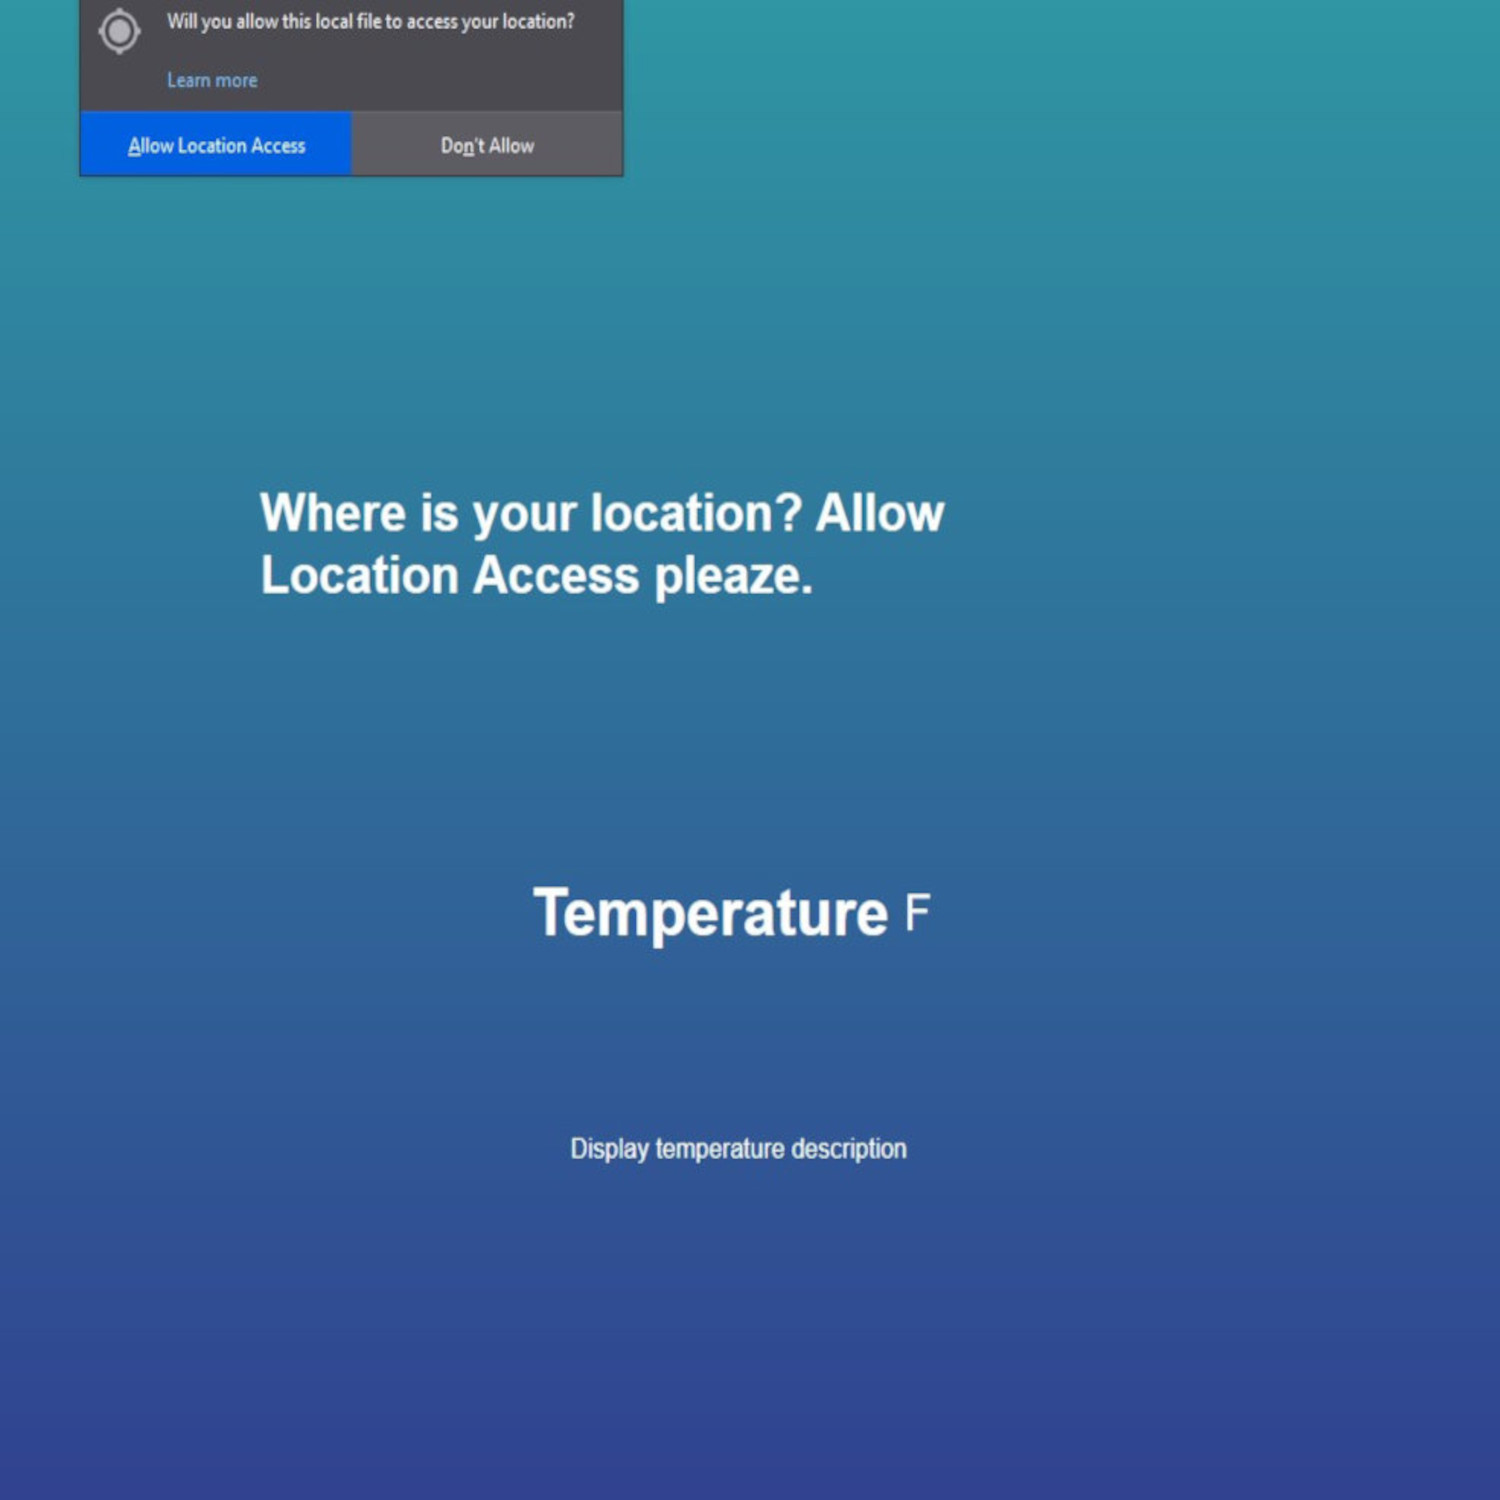 Will you allow this local file to access your location?
Learn more
Allow Location Access
Don't Allow
Where is your location? Allow
Location Access pleaze.
Temperature F
Display temperature description